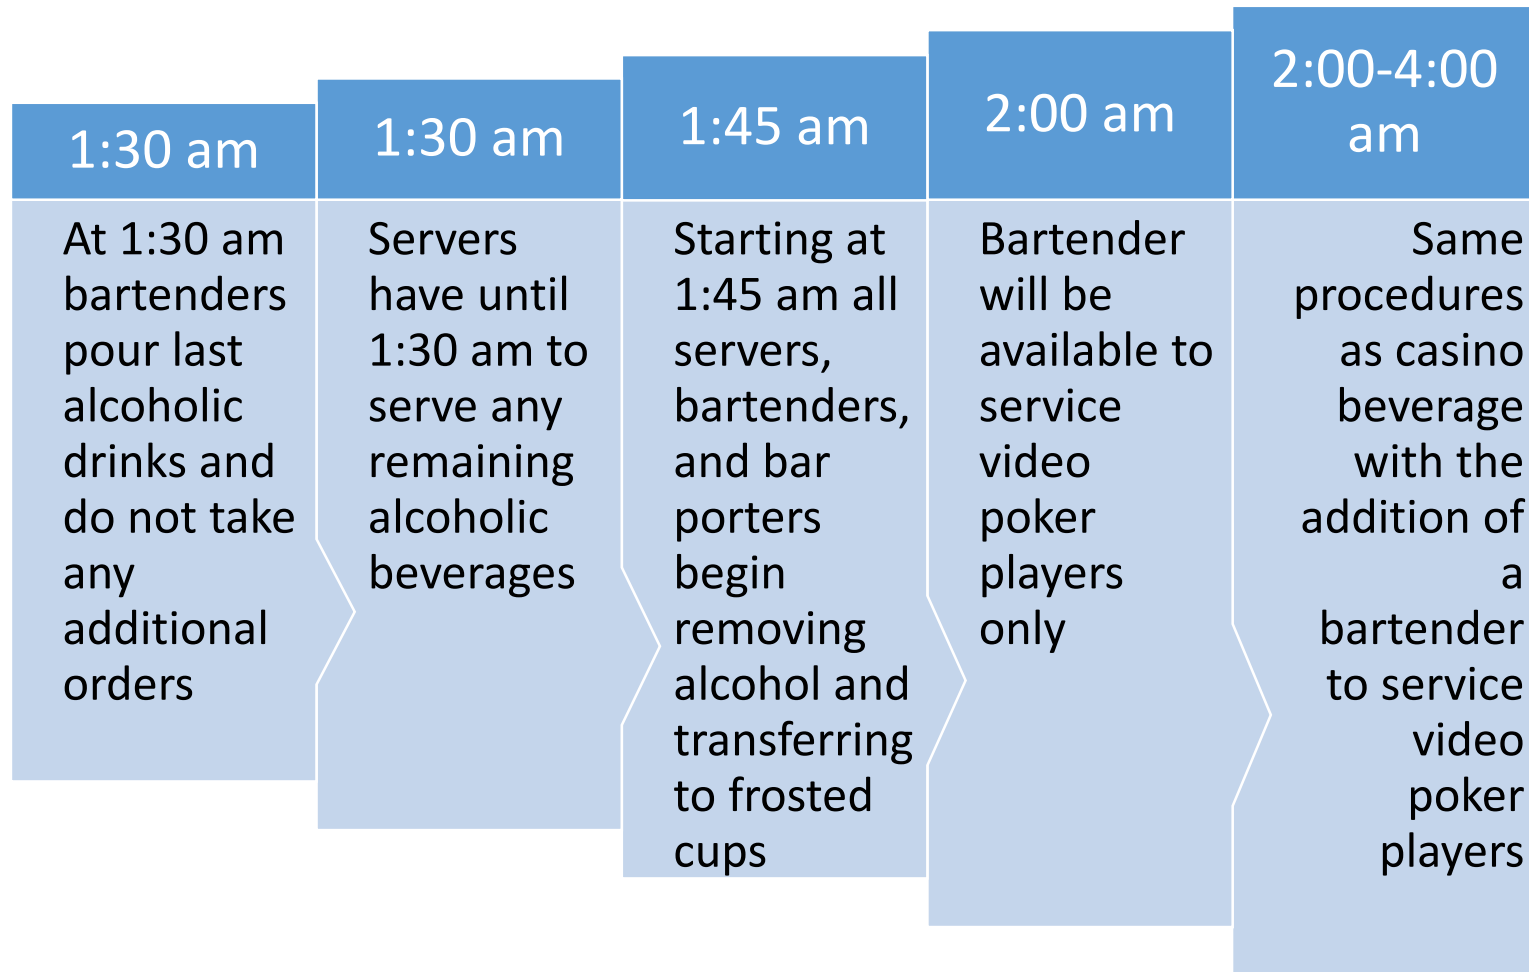 1:30 am
At 1:30 am
bartenders
pour last
alcoholic
drinks and
do not take
any
additional
orders
1:30 am
Servers
have until
1:30 am to
serve any
remaining
alcoholic
beverages
1:45 am
Starting at
1:45 am all
servers,
bartenders,
and bar
porters
begin
removing
alcohol and
transferring
to frosted
cups
2:00 am
Bartender
will be
available to
service
video
poker
players
only
2:00-4:00
am
Same
procedures
as casino
beverage
with the
addition of
a
bartender
to service
video
poker
players